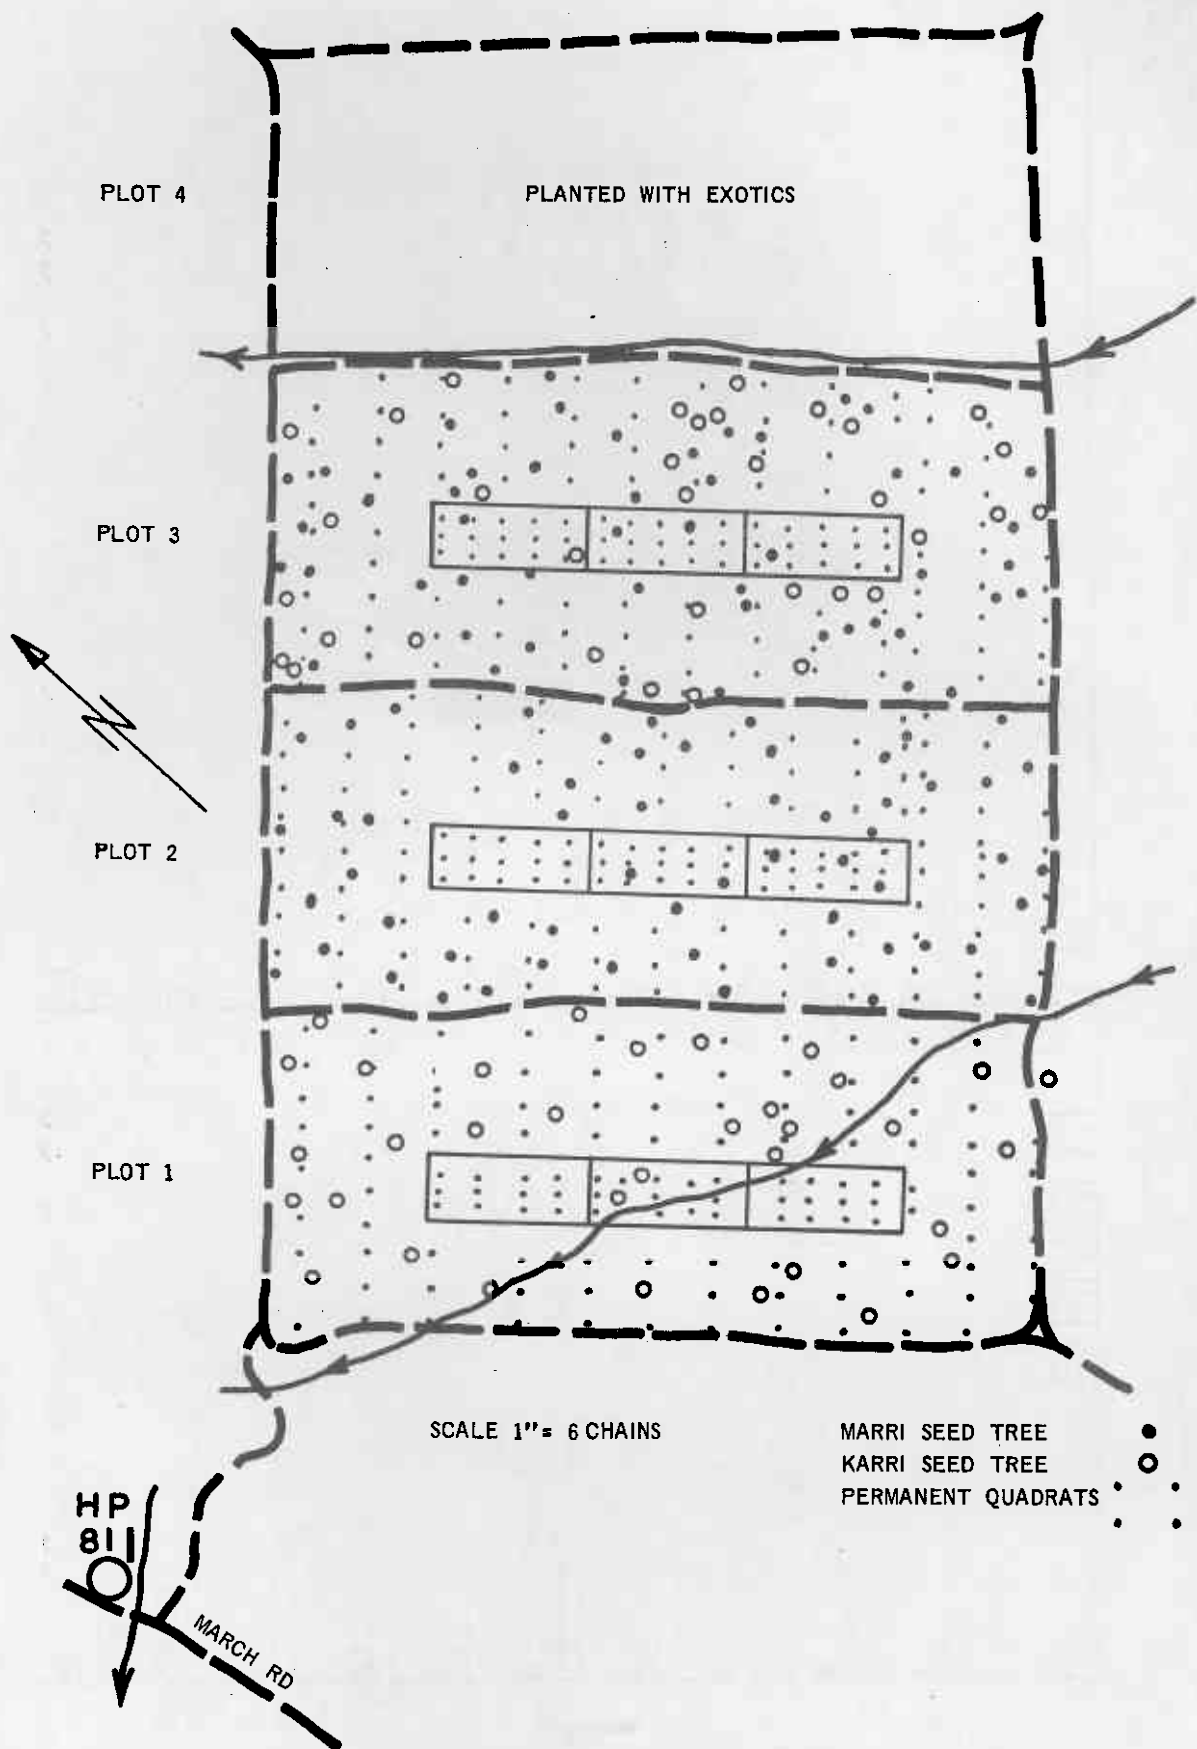 PLOT 4
PLANTED WITH EXOTICS
PLOT 3
N
PLOT 2
PLOT 1
SCALE 1"= 6 CHAINS
MARRI SEED TREE
KARRI SEED TREE
PERMANENT QUADRATS
HP
811
MARCH RD